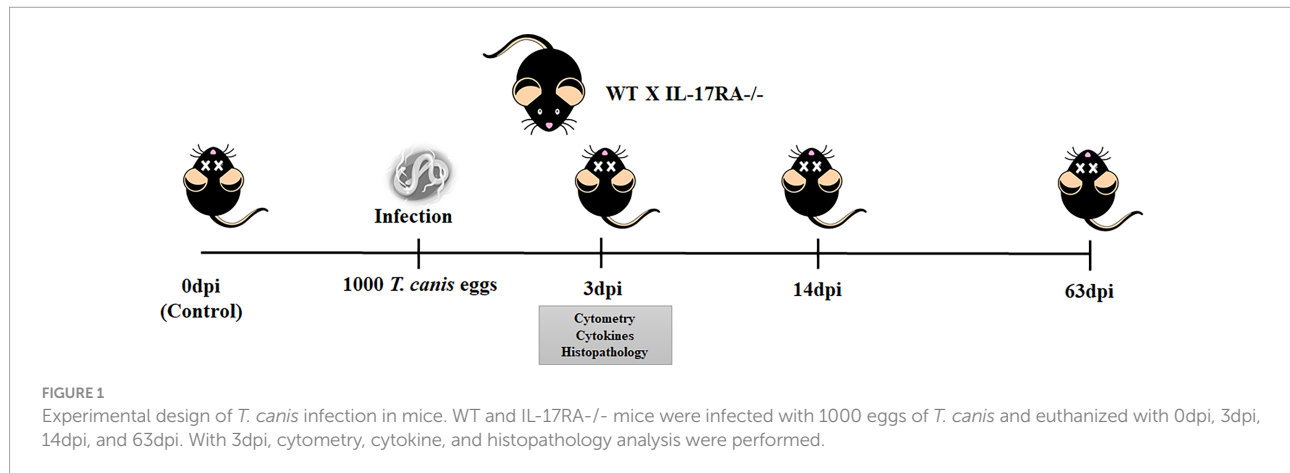 WT X IL-17RA-/-
Infection
0dpi
(Control)
1000 T. canis eggs
3dpi
14dpi
63dpi
Cytometry
Cytokines
Histopathology
FIGURE 1
Experimental design of T. canis infection in mice. WT and IL-17RA-/- mice were infected with 1000 eggs of T. canis and euthanized with 0dpi, 3dpi,
14dpi, and 63dpi. With 3dpi, cytometry, cytokine, and histopathology analysis were performed.